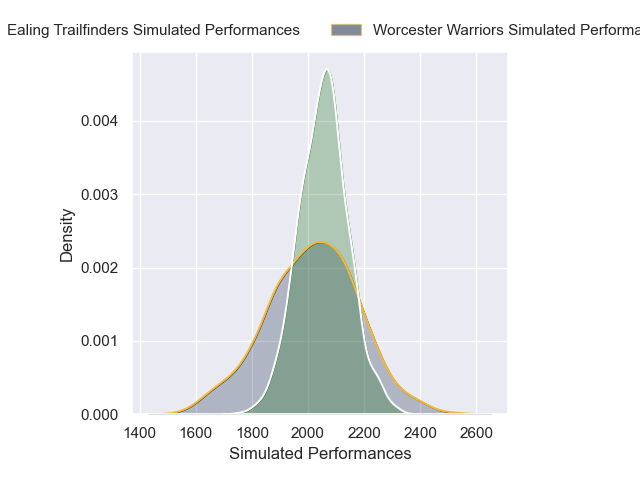 Ealing Trailfinders Simulated Performances
Worcester Warriors Simulated
0.004
0.003
0.002
0.001
0.000
Density
1400 1600 1800 2000 2200 2400 2600
Simulated Performances